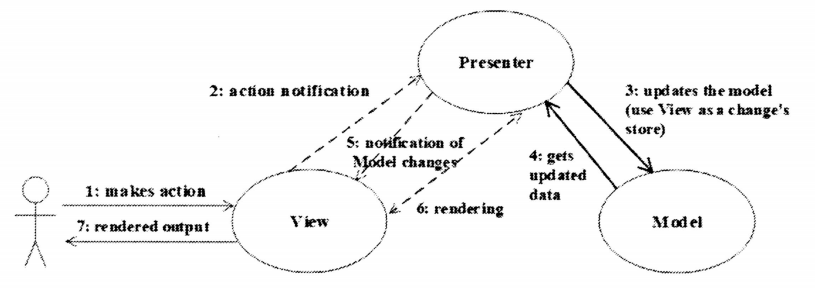 Presenter
2: action notification
3: updates the model
(use View as a change's
store)
5: notification of
Model changes
4: gets
updated
data
1: makes action
7: rendered output
View
6: rendering
Model